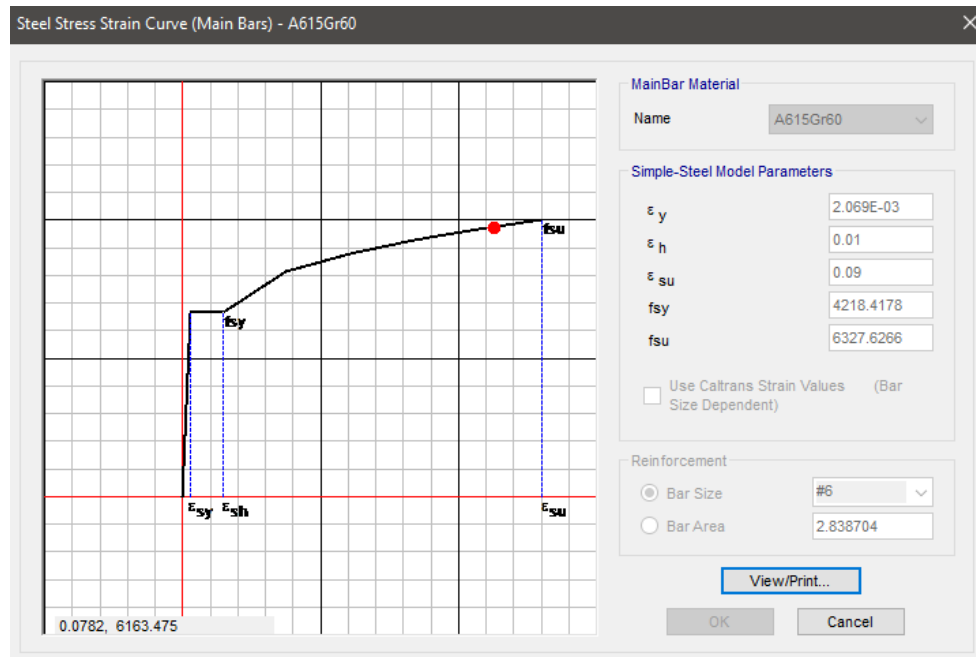 Steel Stress Strain Curve (Main Bars) - A615Gr60
fsu
fsy
εsy εsh εsu
0.0782, 6163.475
MainBar Material
Name A615Gr60
Simple-Steel Model Parameters
ε y 2.069E-03
ε h 0.01
ε su 0.09
fsy 4218.4178
fsu 6327.6266
Use Caltrans Strain Values (Bar
Size Dependent)
Reinforcement
Bar Size #6
Bar Area 2.838704
View/Print...
OK Cancel